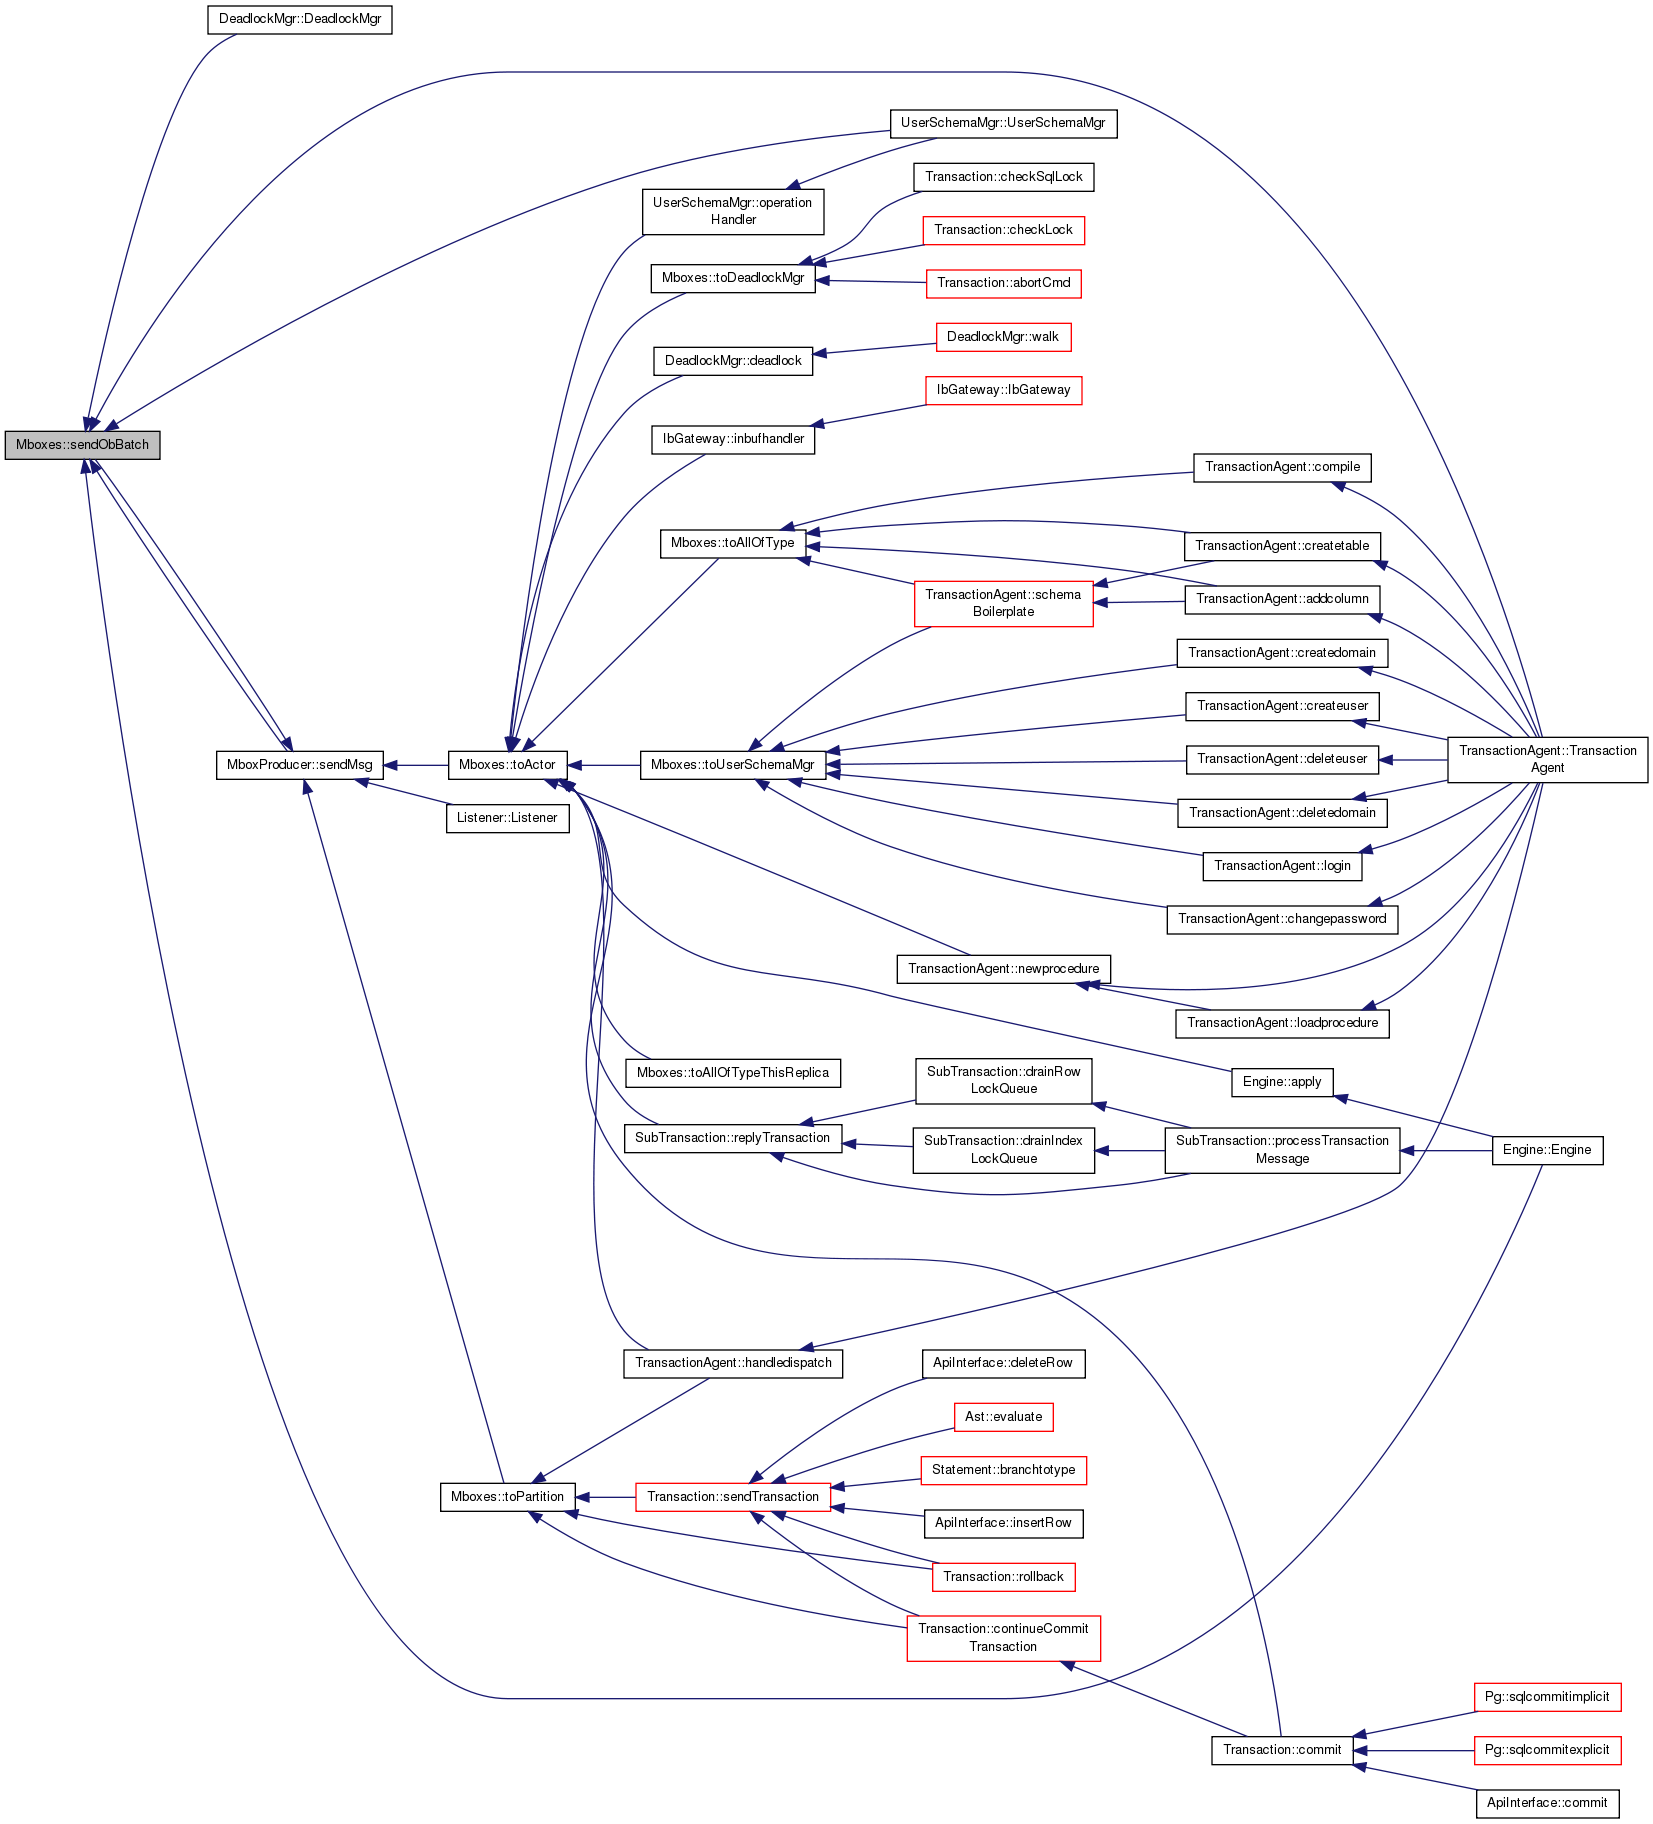 DeadlockMgr::DeadlockMgr
UserSchemaMgr::UserSchemaMgr
Transaction::checkSqlLock
UserSchemaMgr::operation
Handler
Transaction::checkLock
Mboxes::toDeadlockMgr
Transaction::abortCmd
DeadlockMgr::walk
DeadlockMgr::deadlock
IbGateway::IbGateway
IbGateway::inbufhandler
Mboxes::sendObBatch
TransactionAgent::compile
Mboxes::toAllOfType
TransactionAgent::createtable
TransactionAgent::schema
Boilerplate
TransactionAgent::addcolumn
TransactionAgent::createdomain
TransactionAgent::createuser
MboxProducer::sendMsg
Mboxes::toActor
Mboxes::toUserSchemaMgr
TransactionAgent::deleteuser
TransactionAgent::Transaction
Agent
Listener::Listener
TransactionAgent::deletedomain
TransactionAgent::login
TransactionAgent::changepassword
TransactionAgent::newprocedure
TransactionAgent::loadprocedure
Mboxes::toAllOfTypeThisReplica
Engine::apply
SubTransaction::drainRow
LockQueue
SubTransaction::replyTransaction
SubTransaction::drainIndex
LockQueue
SubTransaction::processTransaction
Message
Engine::Engine
TransactionAgent::handledispatch
ApiInterface::deleteRow
Ast::evaluate
Statement::branchtotype
Mboxes::toPartition
Transaction::sendTransaction
ApiInterface::insertRow
Transaction::rollback
Transaction::continueCommit
Transaction
Pg::sqlcommitimplicit
Transaction::commit
Pg::sqlcommitexplicit
ApiInterface::commit